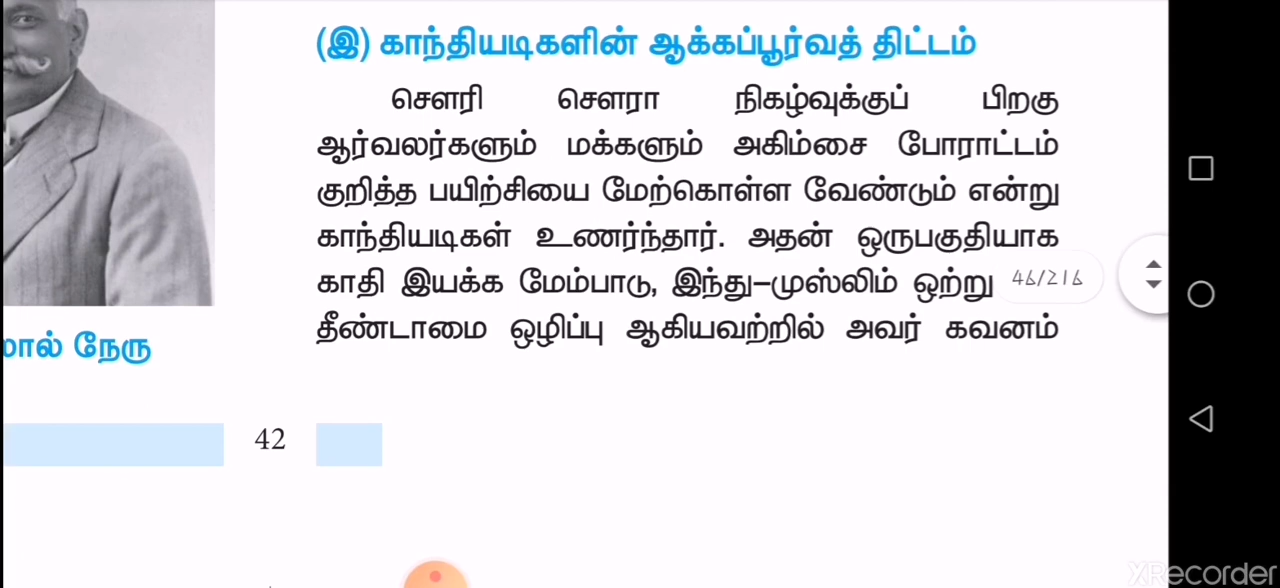 (இ) காந்தியடிகளின் ஆக்கப்பூர்வத் திட்டம்
சௌரி சௌரா நிகழ்வுக்குப் பிறகு
ஆர்வலர்களும் மக்களும் அகிம்சை போராட்டம்
குறித்த பயிற்சியை மேற்கொள்ள வேண்டும் என்று
காந்தியடிகள் உணர்ந்தார். அதன் ஒருபகுதியாக
காதி இயக்க மேம்பாடு, இந்து–முஸ்லிம் ஒற்று
46/216
தீண்டாமை ஒழிப்பு ஆகியவற்றில் அவர் கவனம்
மால் நேரு
42
XRecorder